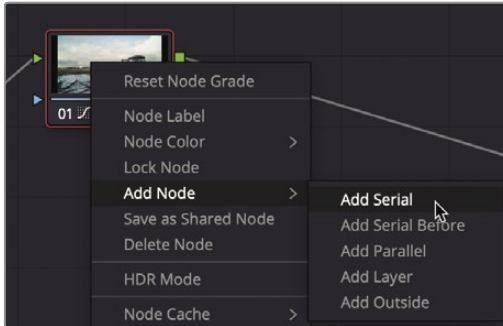 01
Reset Node Grade
Node Label
Node Color >
Lock Node
Add Node >
Save as Shared Node
Delete Node
HDR Mode
Node Cache >
Add Serial
Add Serial Before
Add Parallel
Add Layer
Add Outside